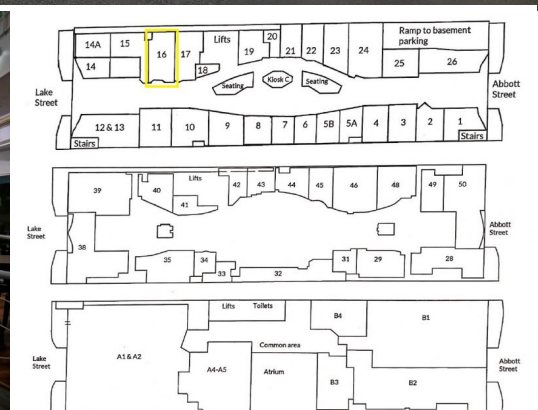 14A
15
16
17
Lifts
20
19
21
22
23
24
Ramp to basement
parking
14
18
25
26
Seating
Kiosk C
Seating
Lake
Street
Abbott
Street
12 & 13
11
10
9
8
7
6
5B
5A
4
3
2
1
Stairs
Stairs
39
40
Lifts
41
42
43
44
45
46
48
49
50
Lake
Street
Abbott
Street
38
35
34
33
32
31
29
28
Lifts
Toilets
B4
B1
Common area
Lake
Street
A1 & A2
A4-A5
Atrium
B3
B2
Abbott
Street